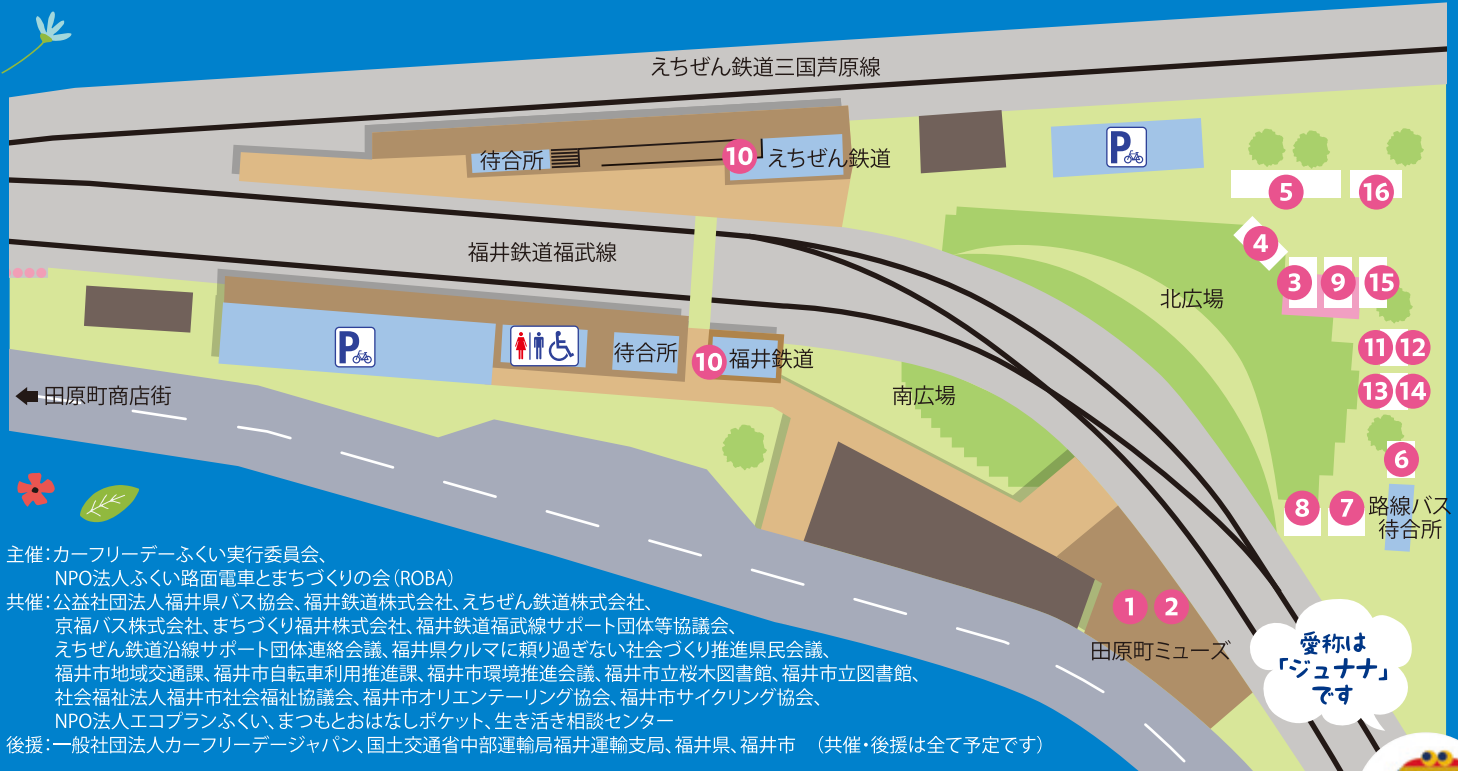 えちぜん鉄道三国芦原線
待合所
10
えちぜん鉄道
P
5
16
4
福井鉄道福武線
3
9
15
北広場
11
12
P
待合所
10
福井鉄道
13
14
田原町商店街
南広場
6
8
7
路線バス
待合所
1
2
田原町ミューズ
愛称は
「ジュナナ」
です
主催：カーフリーデーふくい実行委員会、
NPO法人ふくい路面電車とまちづくりの会（ROBA）
共催：公益社団法人福井県バス協会、福井鉄道株式会社、えちぜん鉄道株式会社、
京福バス株式会社、まちづくり福井株式会社、福井鉄道福武線サポート団体等協議会、
えちぜん鉄道沿線サポート団体連絡会議、福井県クルマに頼り過ぎない社会づくり推進県民会議、
福井市地域交通課、福井市自転車利用推進課、福井市環境推進会議、福井市立桜木図書館、福井市立図書館、
社会福祉法人福井市社会福祉協議会、福井市オリエンテーリング協会、福井市サイクリング協会、
NPO法人エコプランふくい、まつもとおはなしポケット、生き活き相談センター
後援：一般社団法人カーフリーデージャパン、国土交通省中部運輸局福井運輸支局、福井県、福井市　（共催・後援は全て予定です）